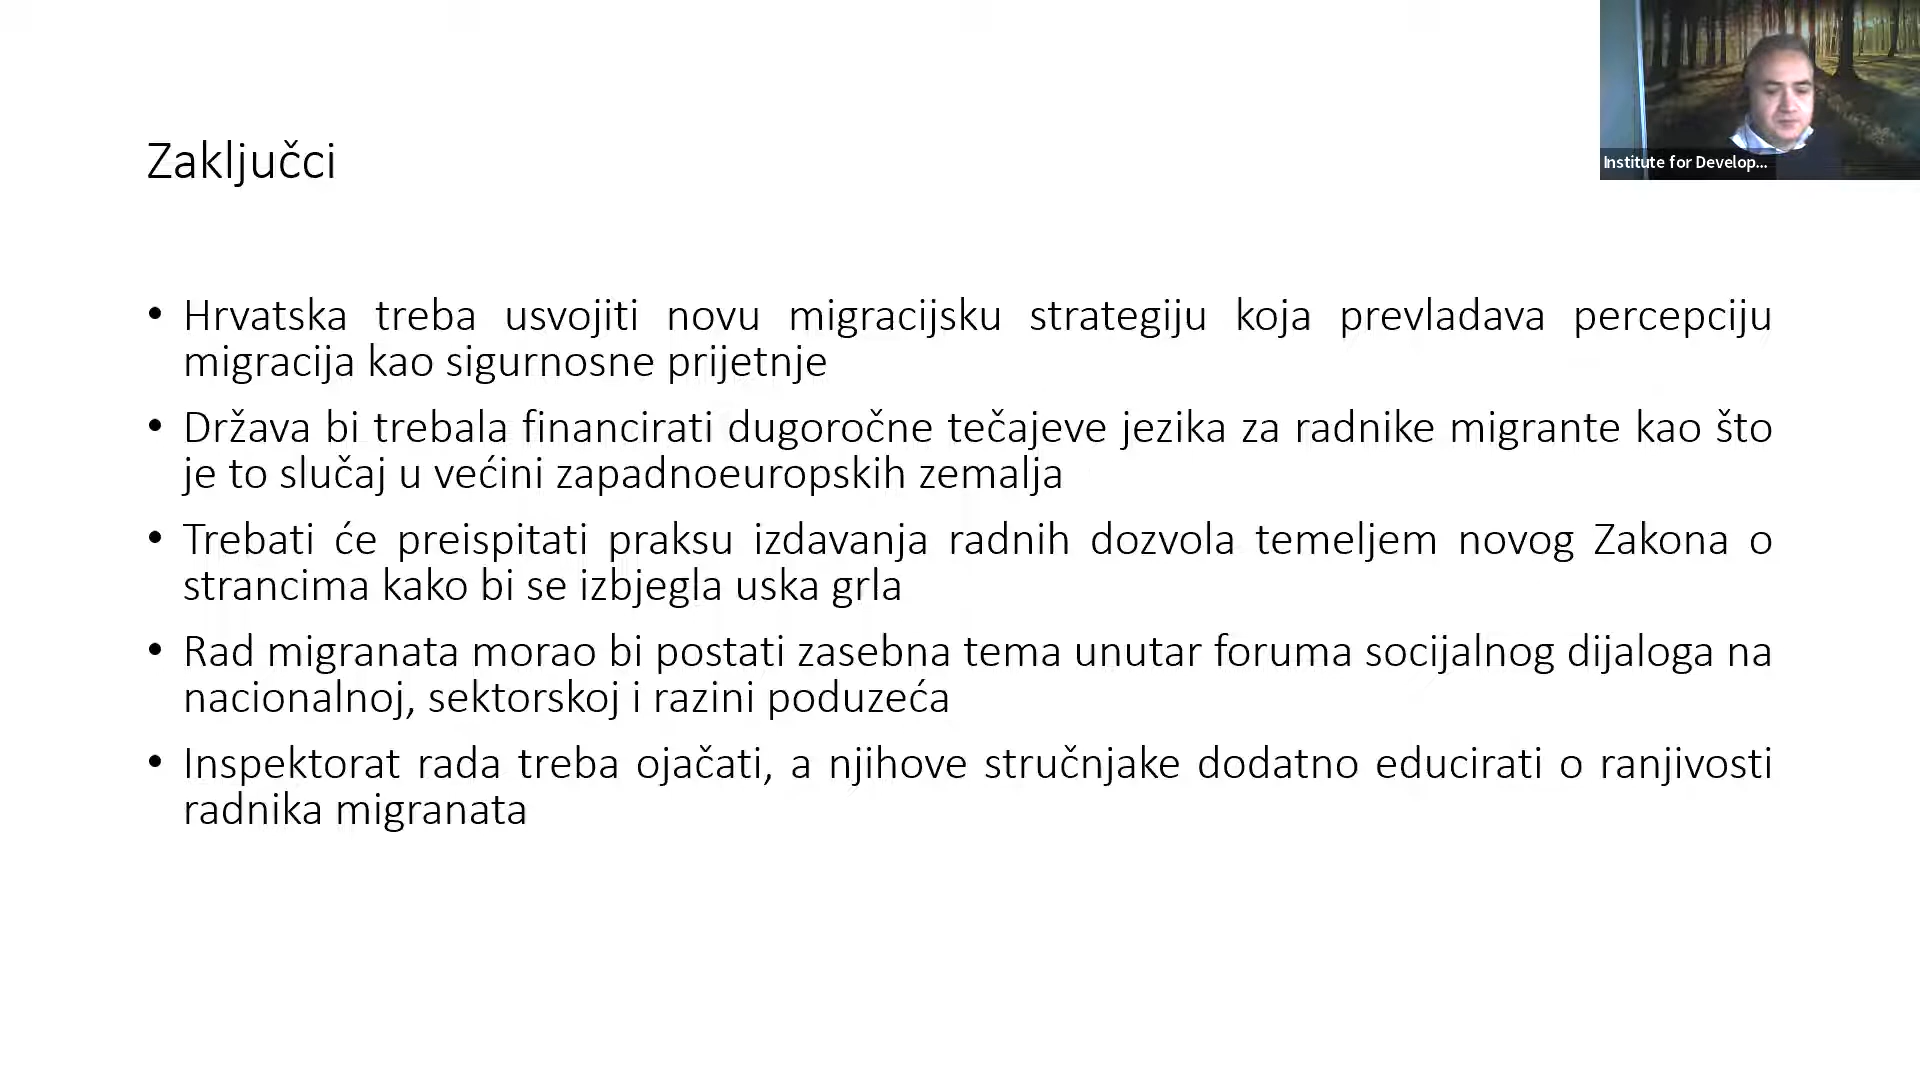 Zaključci
Institute for Develop...
• Hrvatska treba usvojiti novu migracijsku strategiju koja prevladava percepciju
migracija kao sigurnosne prijetnje
• Država bi trebala financirati dugoročne tečajeve jezika za radnike migrante kao što
je to slučaj u većini zapadnoeuropskih zemalja
• Trebati će preispitati praksu izdavanja radnih dozvola temeljem novog Zakona o
strancima kako bi se izbjegla uska grla
• Rad migranata morao bi postati zasebna tema unutar foruma socijalnog dijaloga na
nacionalnoj, sektorskoj i razini poduzeća
• Inspektorat rada treba ojačati, a njihove stručnjake dodatno educirati o ranjivosti
radnika migranata